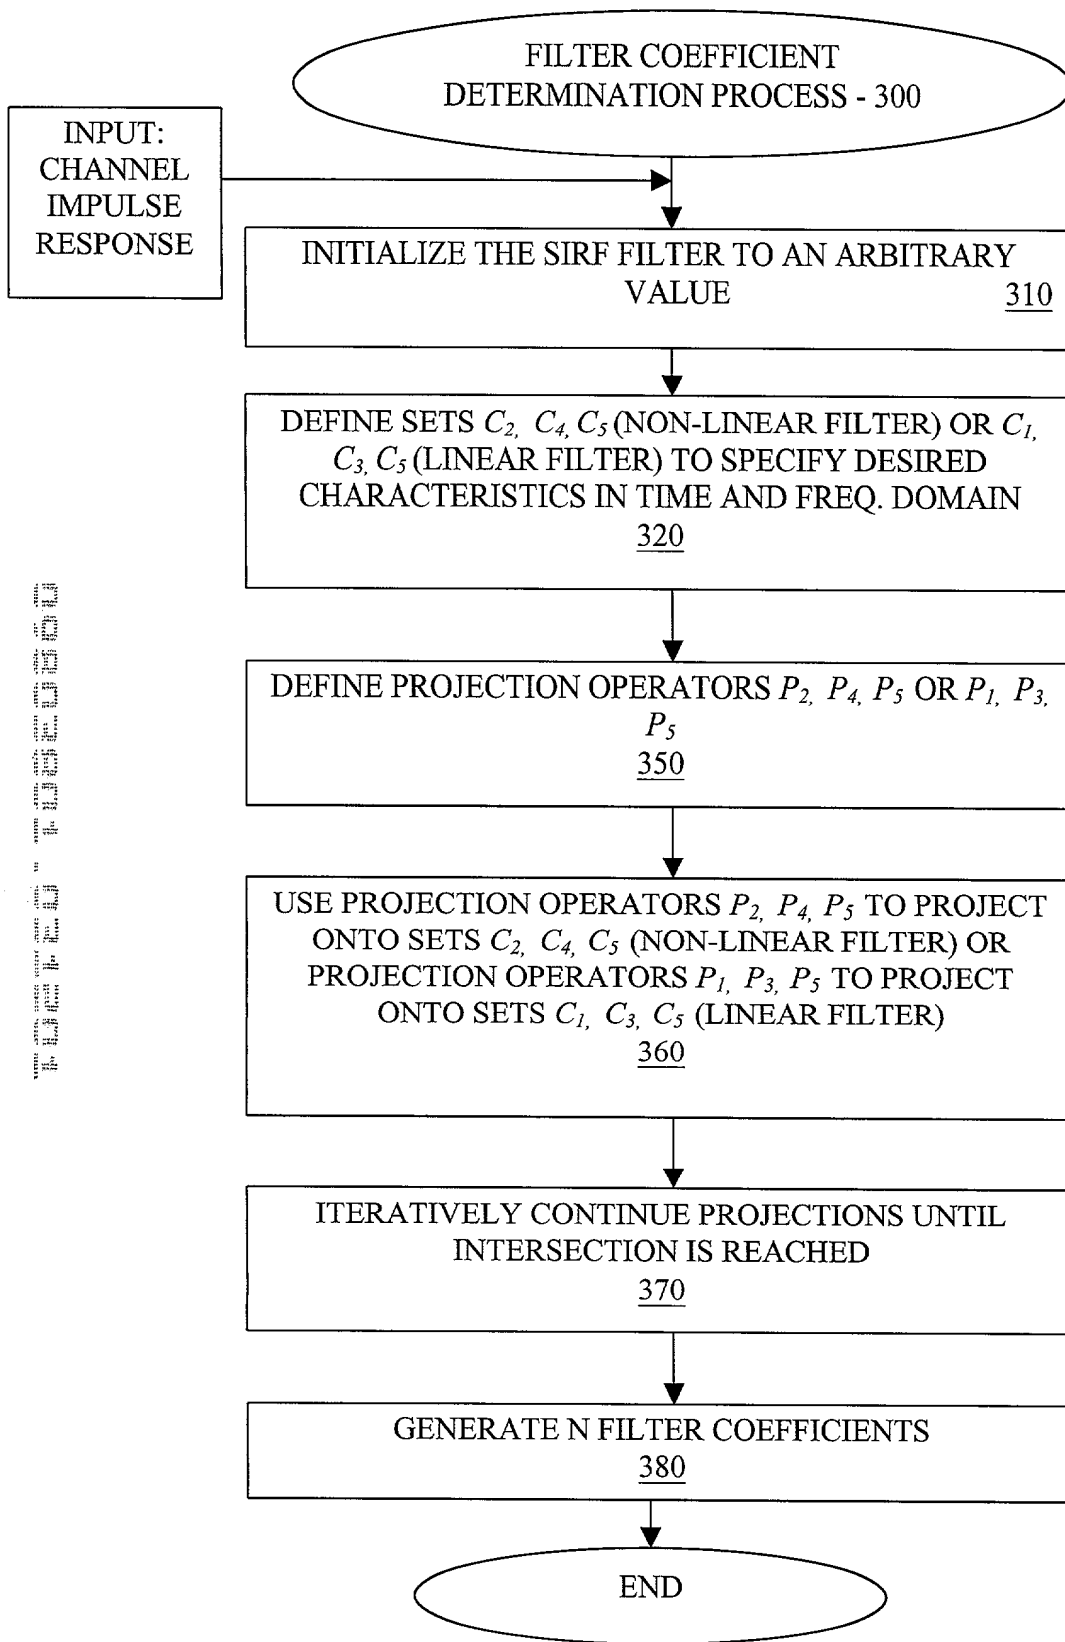 FILTER COEFFICIENT
DETERMINATION PROCESS - 300
INPUT:
CHANNEL
IMPULSE
RESPONSE
INITIALIZE THE SIRF FILTER TO AN ARBITRARY
VALUE 310
DEFINE SETS C2, C4, C5 (NON-LINEAR FILTER) OR C1,
C3, C5 (LINEAR FILTER) TO SPECIFY DESIRED
CHARACTERISTICS IN TIME AND FREQ. DOMAIN
320
DEFINE PROJECTION OPERATORS P2, P4, P5 OR P1, P3,
P5
350
USE PROJECTION OPERATORS P2, P4, P5 TO PROJECT
ONTO SETS C2, C4, C5 (NON-LINEAR FILTER) OR
PROJECTION OPERATORS P1, P3, P5 TO PROJECT
ONTO SETS C1, C3, C5 (LINEAR FILTER)
360
ITERATIVELY CONTINUE PROJECTIONS UNTIL
INTERSECTION IS REACHED
370
GENERATE N FILTER COEFFICIENTS
380
END